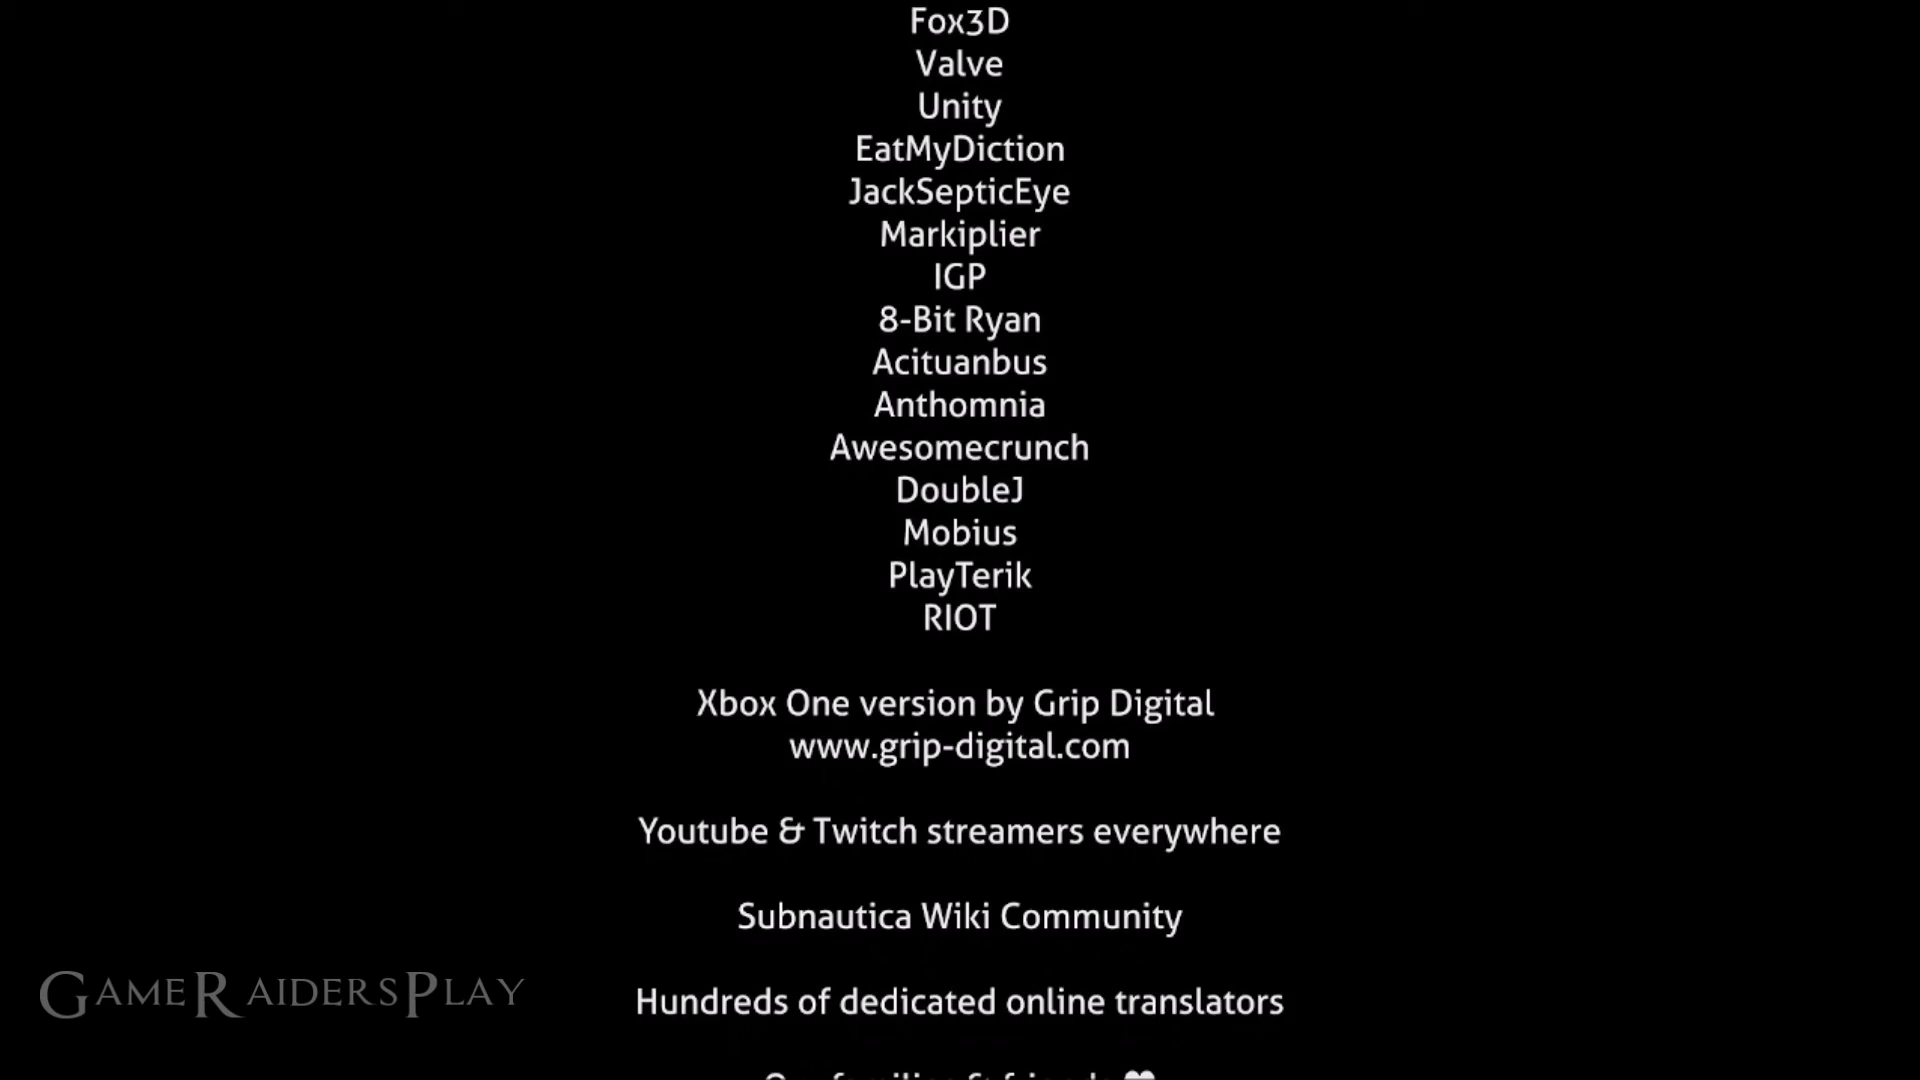 Fox3D
Valve
Unity
EatMyDiction
JackSepticEye
Markiplier
IGP
8-Bit Ryan
Acituanbus
Anthomnia
Awesomecrunch
DoubleJ
Mobius
PlayTerik
RIOT
Xbox One version by Grip Digital
www.grip-digital.com
Youtube & Twitch streamers everywhere
Subnautica Wiki Community
GameRaidersPlay
Hundreds of dedicated online translators